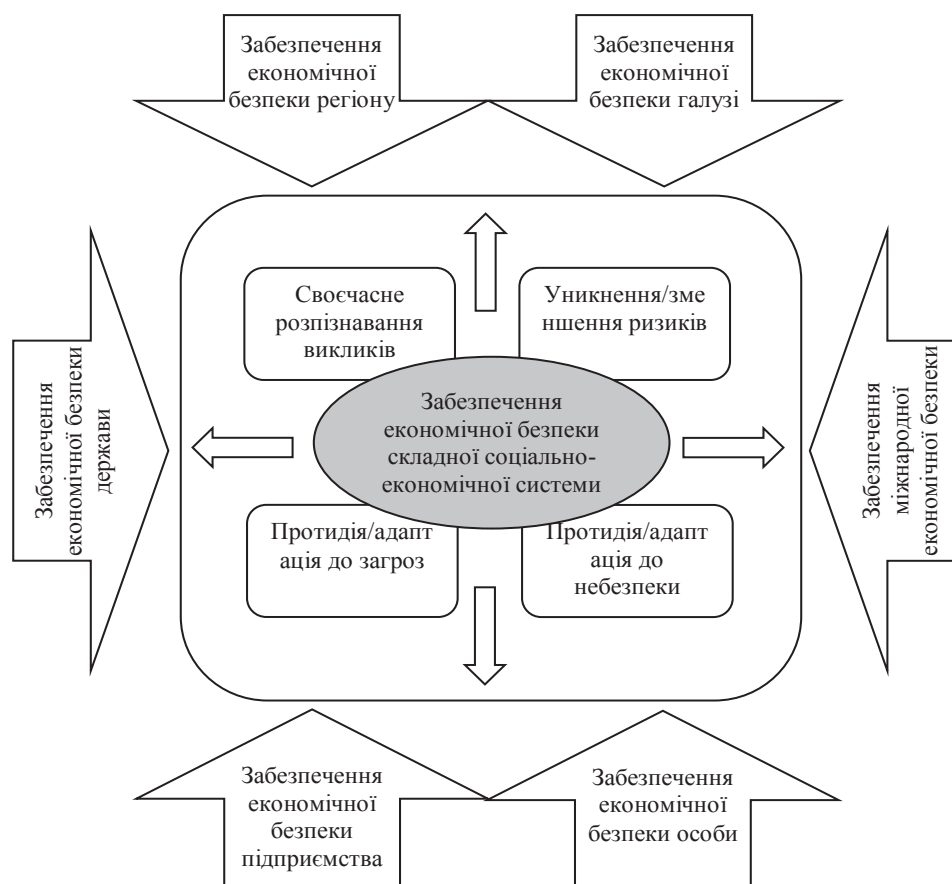 Забезпечення
економічної
безпеки регіону
Забезпечення
економічної
безпеки галузі
Забезпечення
економічної безпеки
держави
Своєчасне
розпізнавання
викликів
Уникнення/зме
ншення ризиків
Забезпечення
економічної безпеки
складної соціально-
економічної системи
Протидія/адапт
ація до загроз
Протидія/адапт
ація до
небезпеки
Забезпечення
міжнародної
економічної безпеки
Забезпечення
економічної
безпеки
підприємства
Забезпечення
економічної
безпеки особи